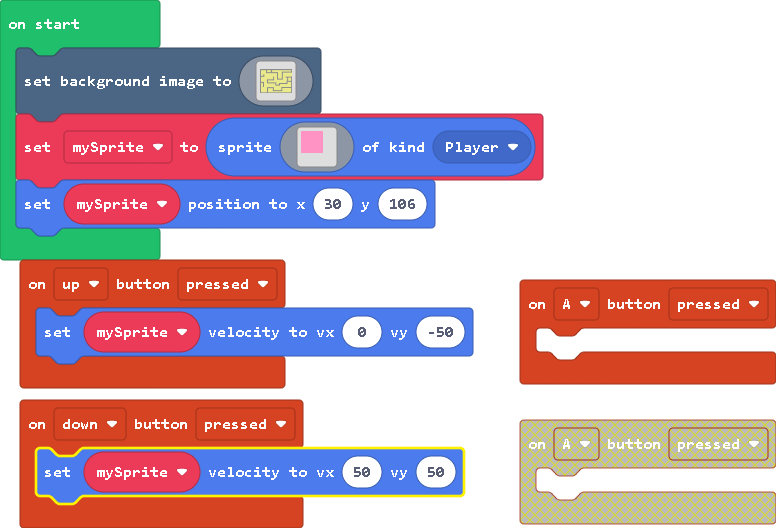 on start
set background image to
set mySprite to sprite of kind Player
set mySprite position to x 30 y 106
on up button pressed
set mySprite velocity to vx 0 vy -50
on A button pressed
on down button pressed
set mySprite velocity to vx 50 vy 50
on A button pressed